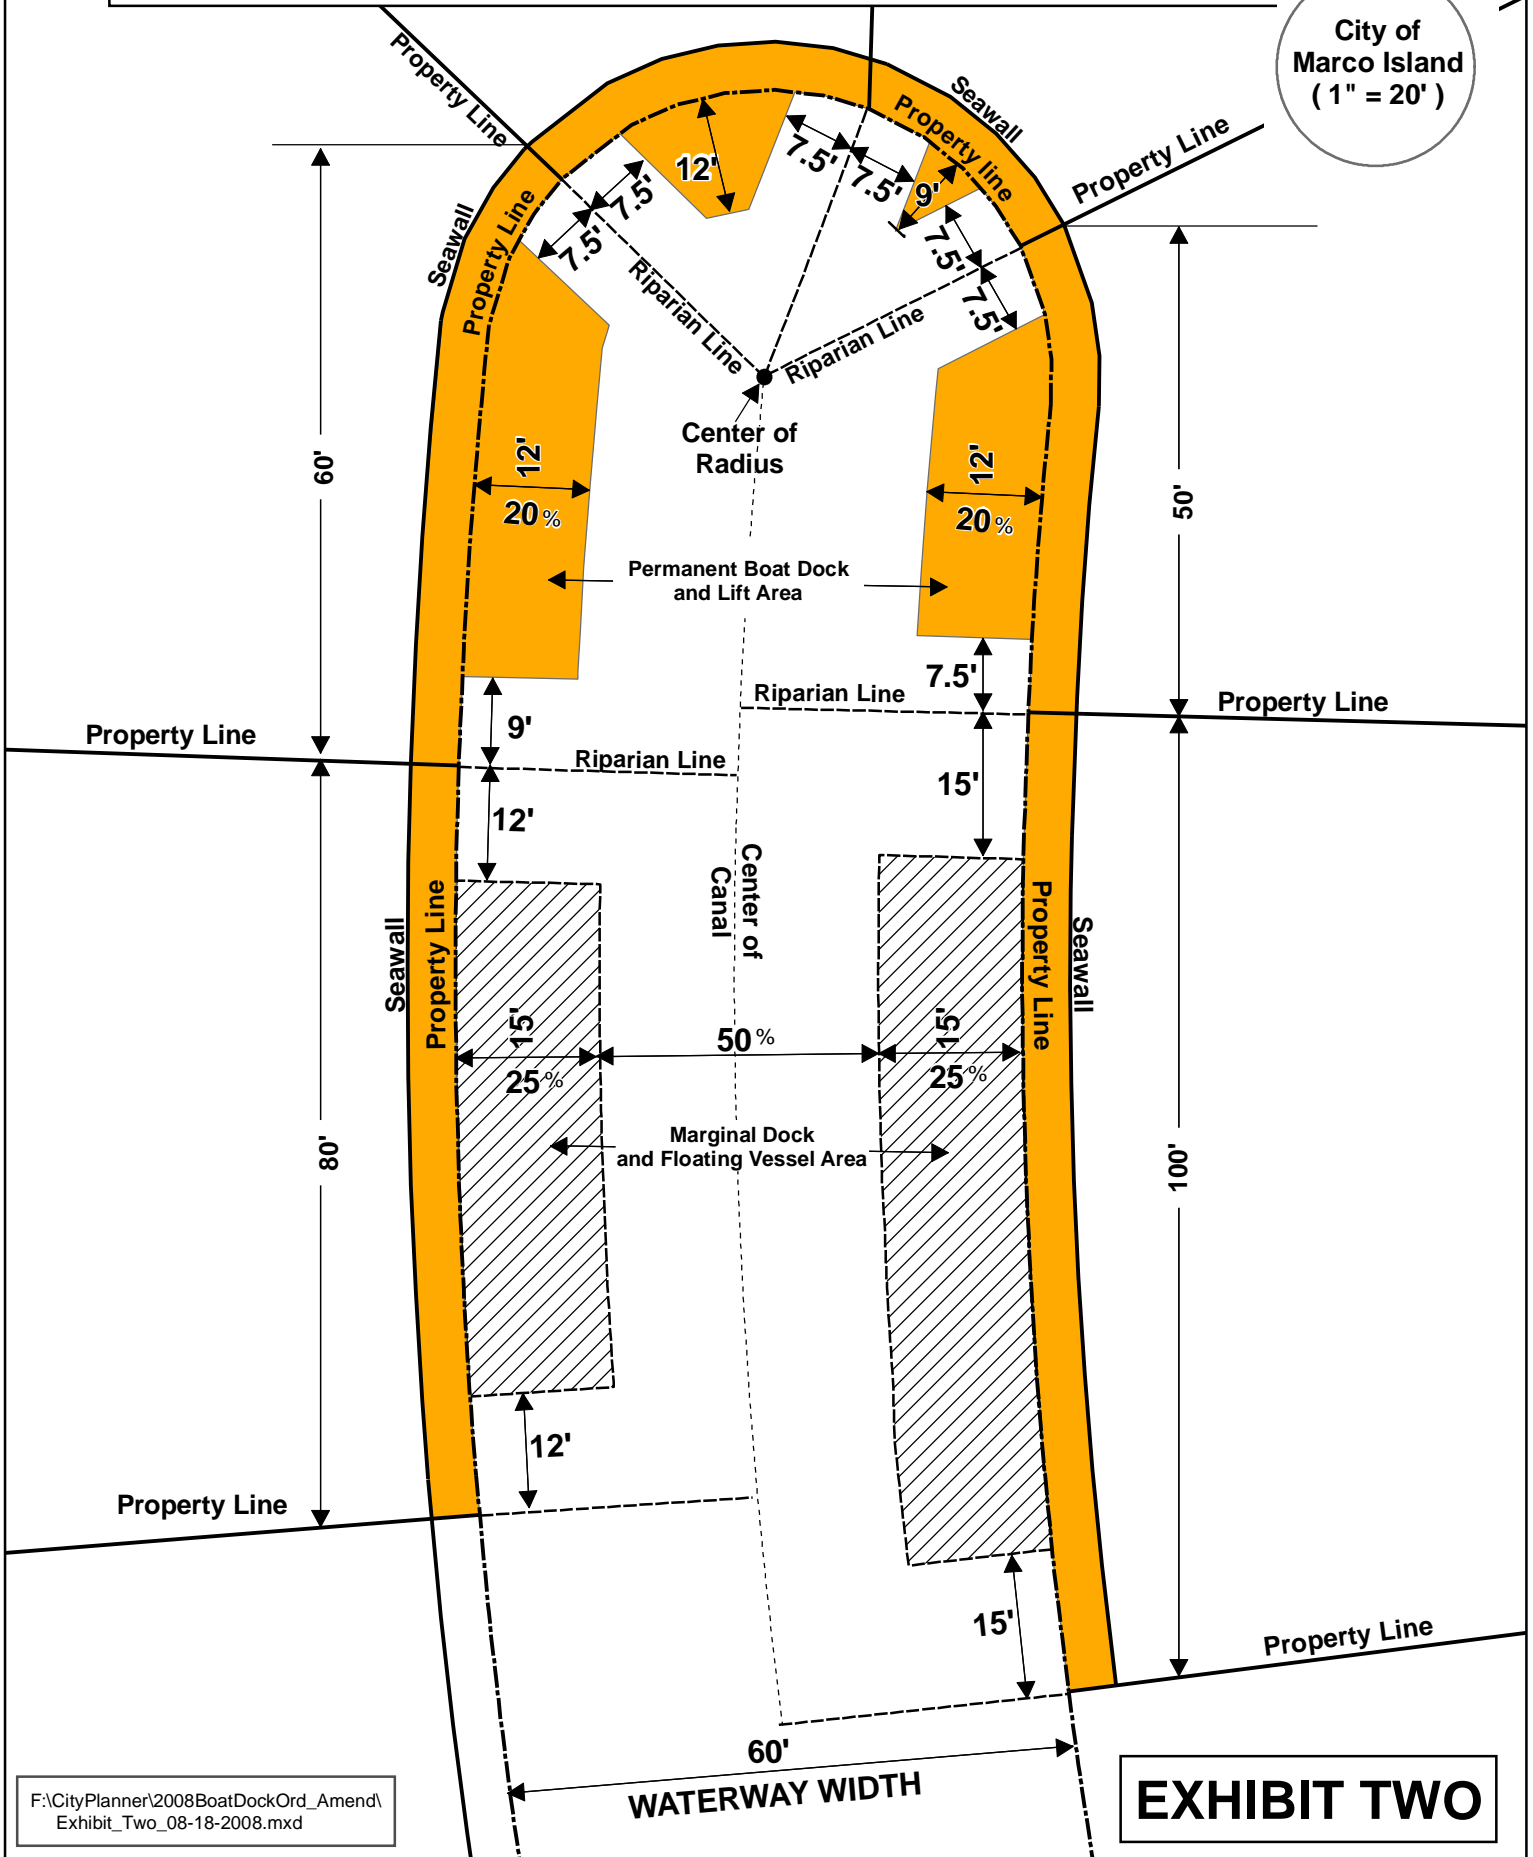 City of
Marco Island
( 1" = 20' )
Property Line
Seawall
Property line
Property Line
12'
7.5'
7.5'
9'
7.5'
7.5'
7.5'
7.5'
Seawall
Property Line
Riparian Line
Riparian Line
Center of
Radius
60'
12'
20 %
12'
20 %
50'
Permanent Boat Dock
and Lift Area
7.5'
Riparian Line
Property Line
9'
Property Line
Riparian Line
15'
12'
Center of
Canal
Seawall
Property Line
Property Line
Seawall
15'
25 %
50 %
15'
25 %
Marginal Dock
and Floating Vessel Area
80'
100'
12'
Property Line
15'
Property Line
60'
WATERWAY WIDTH
F:\CityPlanner\2008BoatDockOrd_Amend\
Exhibit_Two_08-18-2008.mxd
EXHIBIT TWO